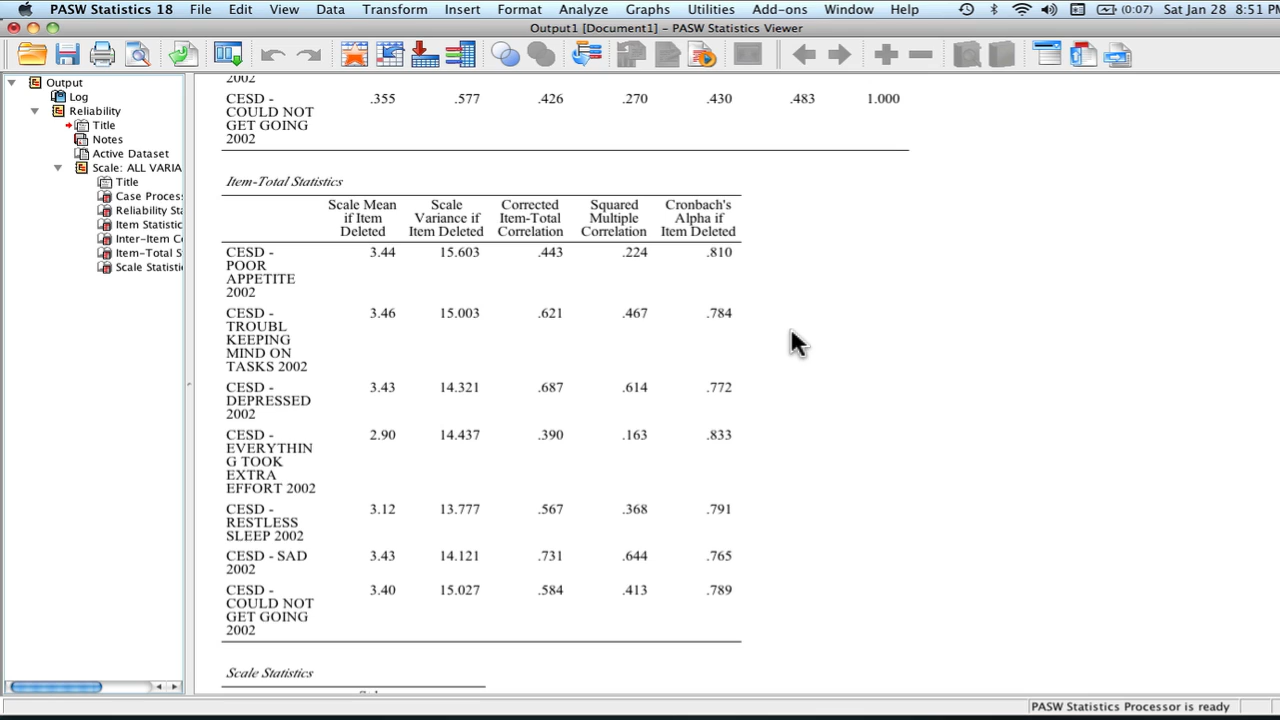 PASW Statistics 18 File Edit View Data Transform Insert Format Analyze Graphs Utilities Add-ons Window Help (0:07) Sat Jan 28 8:51 P
Output1 [Document1] – PASW Statistics Viewer
Output
Log
Reliability
Title
Notes
Active Dataset
Scale: ALL VARIA
Title
Case Proces
Reliability Sta
Item Statistic
Inter-Item C
Item-Total S
Scale Statisti
2002
CESD - .355 .577 .426 .270 .430 .483 1.000
COULD NOT
GET GOING
2002
Item-Total Statistics
Scale Mean Scale Corrected Squared Cronbach's
if Item Variance if Item-Total Multiple Alpha if
Deleted Item Deleted Correlation Correlation Item Deleted
CESD - 3.44 15.603 .443 .224 .810
POOR
APPETITE
2002
CESD - 3.46 15.003 .621 .467 .784
TROUBL
KEEPING
MIND ON
TASKS 2002
CESD - 3.43 14.321 .687 .614 .772
DEPRESSED
2002
CESD - 2.90 14.437 .390 .163 .833
EVERYTHIN
G TOOK
EXTRA
EFFORT 2002
CESD - 3.12 13.777 .567 .368 .791
RESTLESS
SLEEP 2002
CESD - SAD 3.43 14.121 .731 .644 .765
2002
CESD - 3.40 15.027 .584 .413 .789
COULD NOT
GET GOING
2002
Scale Statistics
PASW Statistics Processor is ready